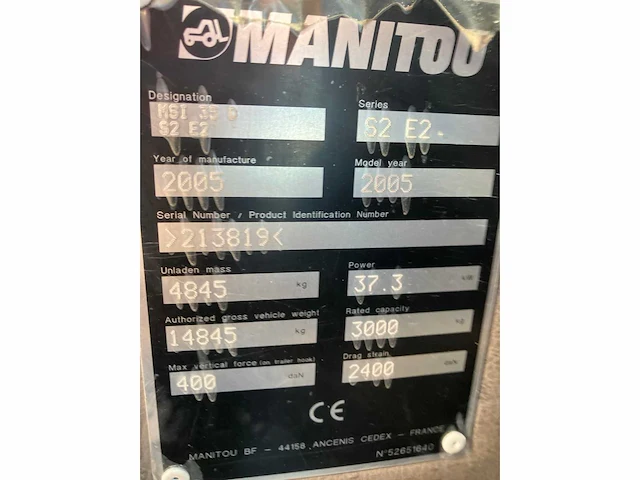 MANITOU
Designation
MSI 35 D
S2 E2
Series
S2 E2
Year of manufacture
2005
Model year
2005
Serial Number / Product Identification Number
>213819<
Unladen mass
4845 kg
Power
37.3 kW
Authorized gross vehicle weight
14845 kg
Rated capacity
3000 kg
Max vertical force (on trailer hook)
400 daN
Drag strain
2400 daN
CE
MANITOU BF - 44158 ANCENIS CEDEX - FRANCE
N°52651640